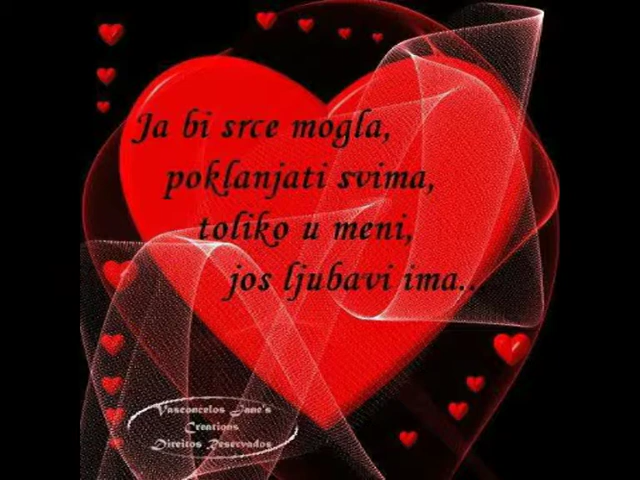 Ja bi srce mogla,
poklanjati svima,
toliko u meni,
jos ljubavi ima..
Vasconcelos Jane's
Creations
Direitos Reservados